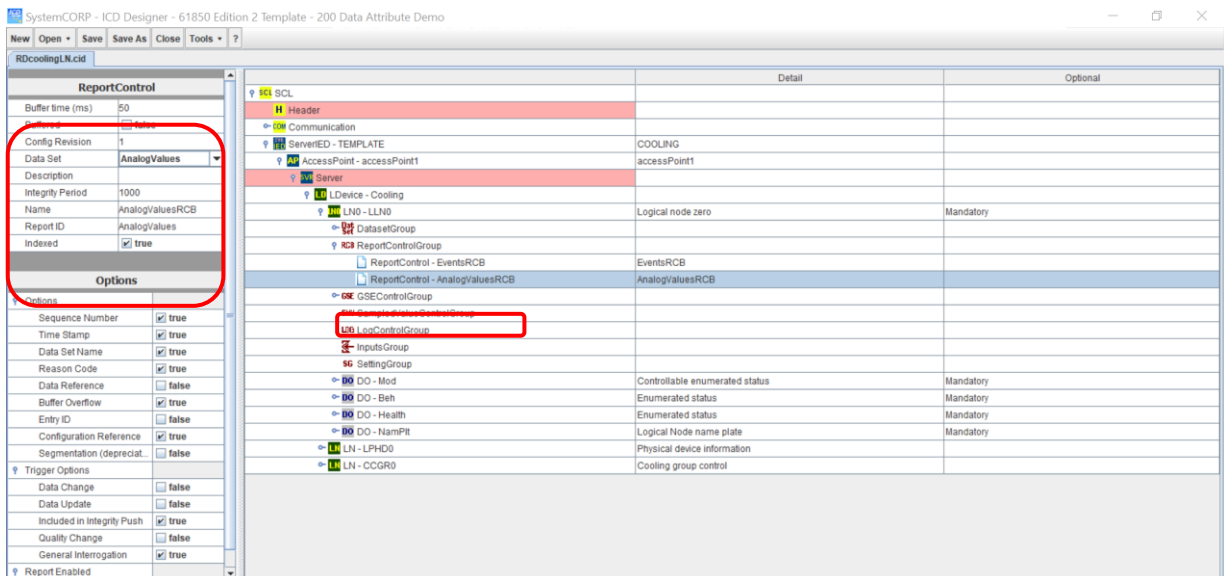 SystemCORP - ICD Designer - 61850 Edition 2 Template - 200 Data Attribute Demo
New Open Save Save As Close Tools ?
RDcoolingLN.cid
ReportControl
Buffer time (ms) 50
Buffered false
Config Revision 1
Data Set AnalogValues
Description
Integrity Period 1000
Name AnalogValuesRCB
Report ID AnalogValues
Indexed true
Options
Options
Sequence Number true
Time Stamp true
Data Set Name true
Reason Code true
Data Reference false
Buffer Overflow true
Entry ID false
Configuration Reference true
Segmentation (depreciat... false
Trigger Options
Data Change false
Data Update false
Included in Integrity Push true
Quality Change false
General Interrogation true
Report Enabled
Detail Optional
SCL SCL
H Header
COM Communication
IED ServerIED - TEMPLATE COOLING
AP AccessPoint - accessPoint1 accessPoint1
SVR Server
LD LDevice - Cooling
LN0 LN0 - LLN0 Logical node zero Mandatory
Dat Set DatasetGroup
RCB ReportControlGroup
ReportControl - EventsRCB EventsRCB
ReportControl - AnalogValuesRCB AnalogValuesRCB
GSE GSEControlGroup
SampledValueControlGroup
LOG LogControlGroup
InputsGroup
SG SettingGroup
DO DO - Mod Controllable enumerated status Mandatory
DO DO - Beh Enumerated status Mandatory
DO DO - Health Enumerated status Mandatory
DO DO - NamPlt Logical Node name plate Mandatory
LN LN - LPHD0 Physical device information
LN LN - CCGR0 Cooling group control